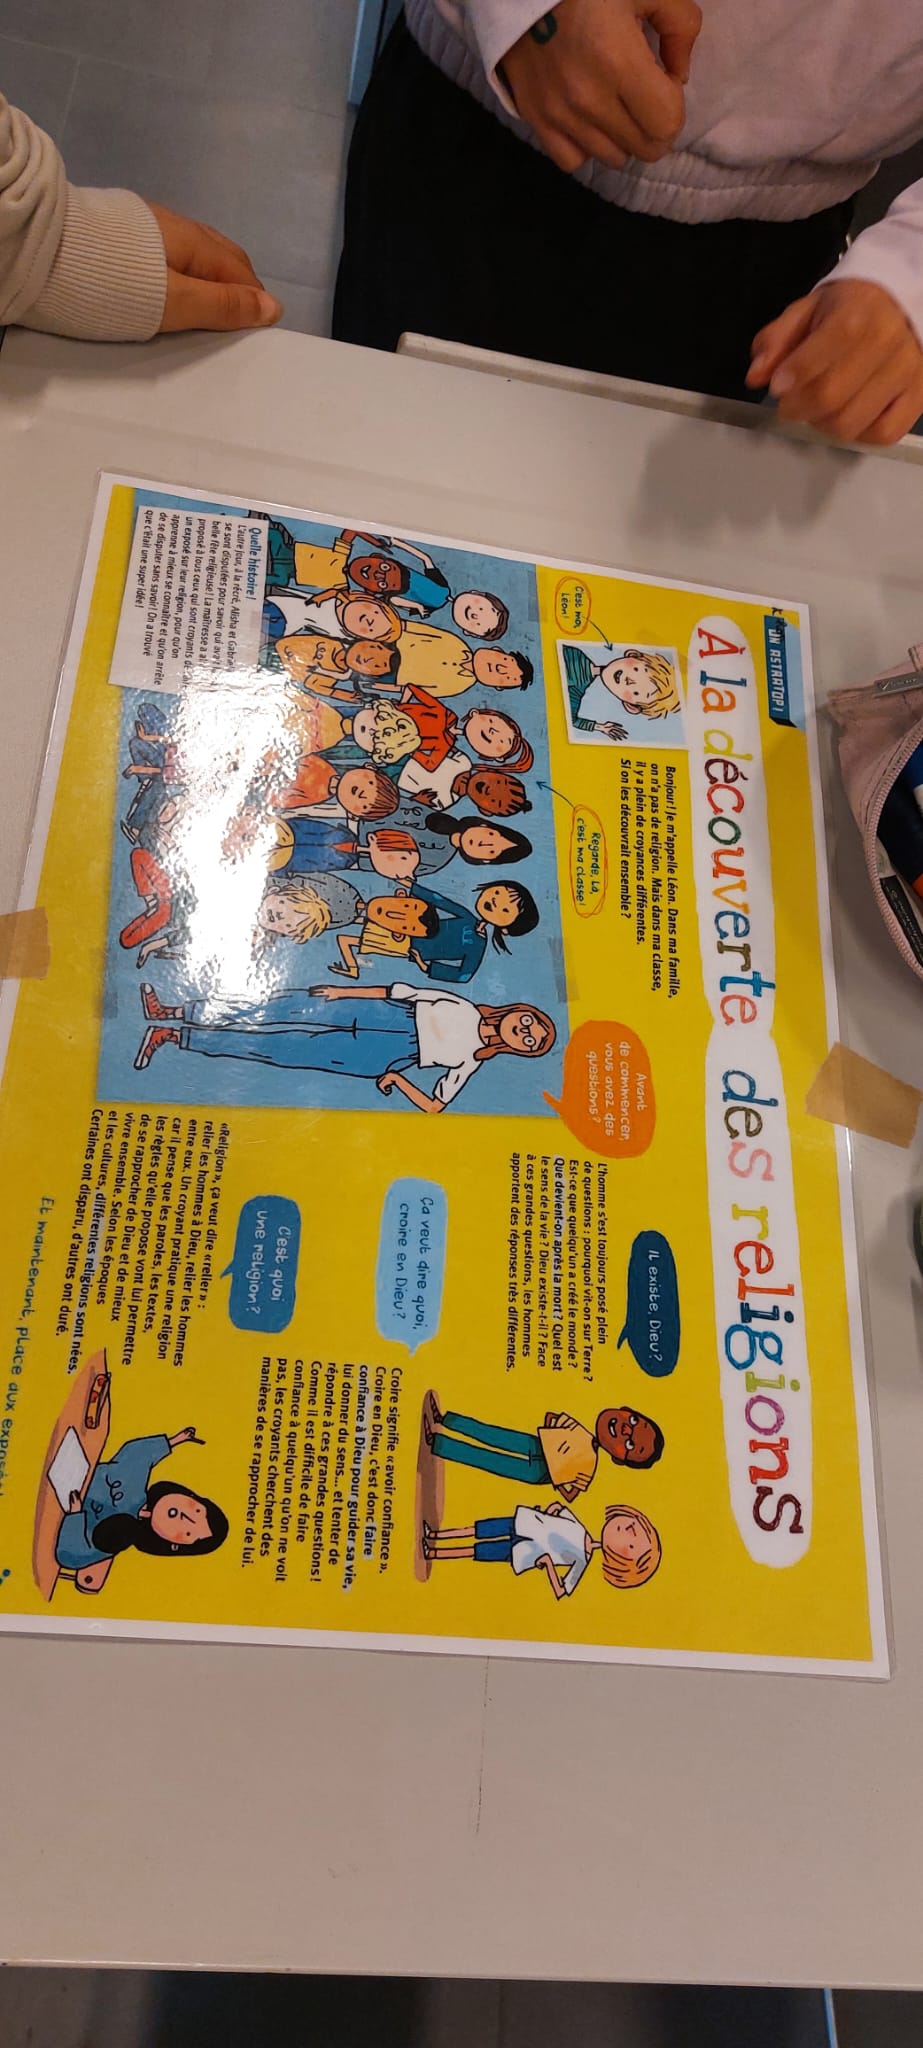 UN ASTRAPI TOP !
À la découverte des religions
C'est moi,
Léon!
Bonjour! Je m'appelle Léon. Dans ma famille,
on n'a pas de religion. Mais dans ma classe,
il y a plein de croyances différentes.
Si on les découvrait ensemble?
Regarde, là,
c'est ma classe!
Quelle histoire!
L'autre jour, à la récré, Alisha et Gabri
se sont disputées pour savoir qui avait la
belle fête religieuse! La maîtresse a al
proposé à tous ceux qui sont croyants de faire
un exposé sur leur religion, pour qu'on
apprenne à mieux se connaître et qu'on arrête
de se disputer sans savoir! On a trouvé
que c'était une super idée!
Avant
de commencer,
vous avez des
questions?
Il existe, Dieu?
L'homme s'est toujours posé plein
de questions : pourquoi vit-on sur Terre?
Est-ce que quelqu'un a créé le monde?
Que devient-on après la mort? Quel est
le sens de la vie? Dieu existe-t-il? Face
à ces grandes questions, les hommes
apportent des réponses très différentes.
Ça veut dire quoi,
croire en Dieu?
Croire signifie «avoir confiance».
Croire en Dieu, c'est donc faire
confiance à Dieu pour guider sa vie,
lui donner du sens... et tenter de
répondre à ces grandes questions!
Comme il est difficile de faire
confiance à quelqu'un qu'on ne voit
pas, les croyants cherchent des
manières de se rapprocher de lui.
C'est quoi
une religion?
«Religion», ça veut dire «relier» :
relier les hommes à Dieu, relier les hommes
entre eux. Un croyant pratique une religion
car il pense que les paroles, les textes,
les règles qu'elle propose vont lui permettre
de se rapprocher de Dieu et de mieux
vivre ensemble. Selon les époques
et les cultures, différentes religions sont nées.
Certaines ont disparu, d'autres ont duré.
Et maintenant, place aux exposés!